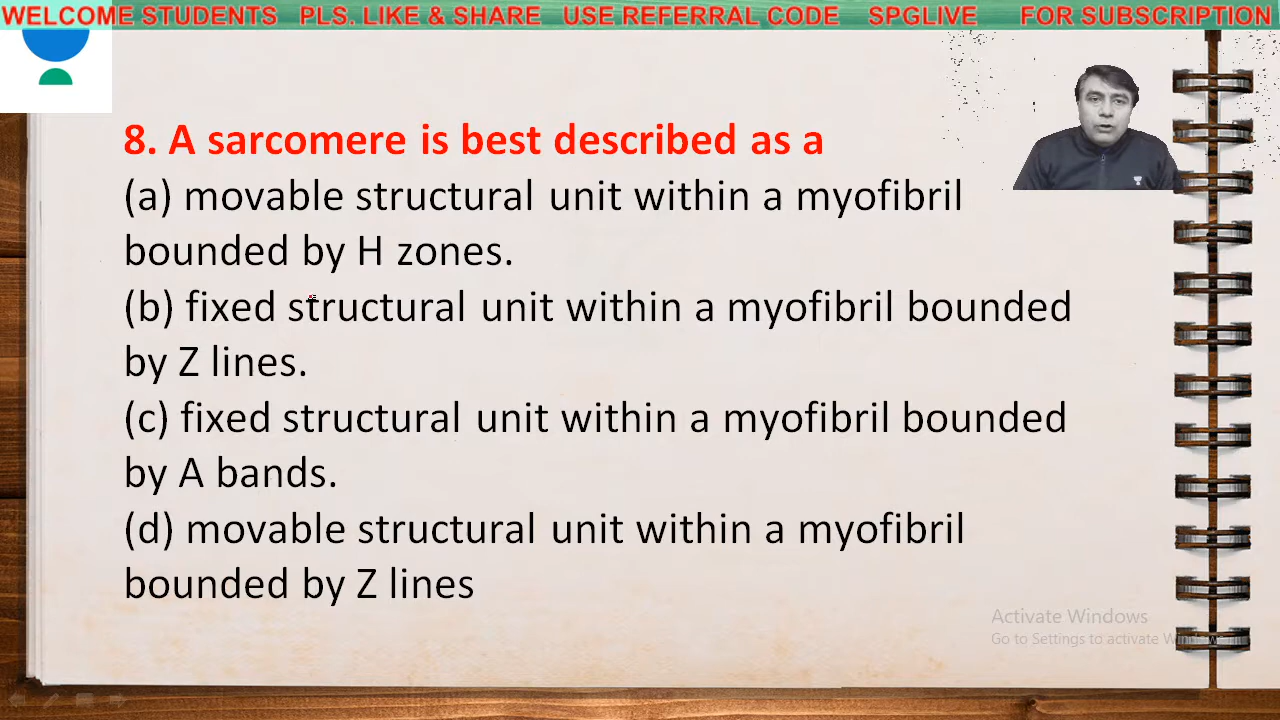 WELCOME STUDENTS PLS. LIKE & SHARE USE REFERRAL CODE SPGLIVE FOR SUBSCRIPTION
8. A sarcomere is best described as a
(a) movable structural unit within a myofibril
bounded by H zones.
(b) fixed structural unit within a myofibril bounded
by Z lines.
(c) fixed structural unit within a myofibril bounded
by A bands.
(d) movable structural unit within a myofibril
bounded by Z lines
Activate Windows
Go to Settings to activate Windows